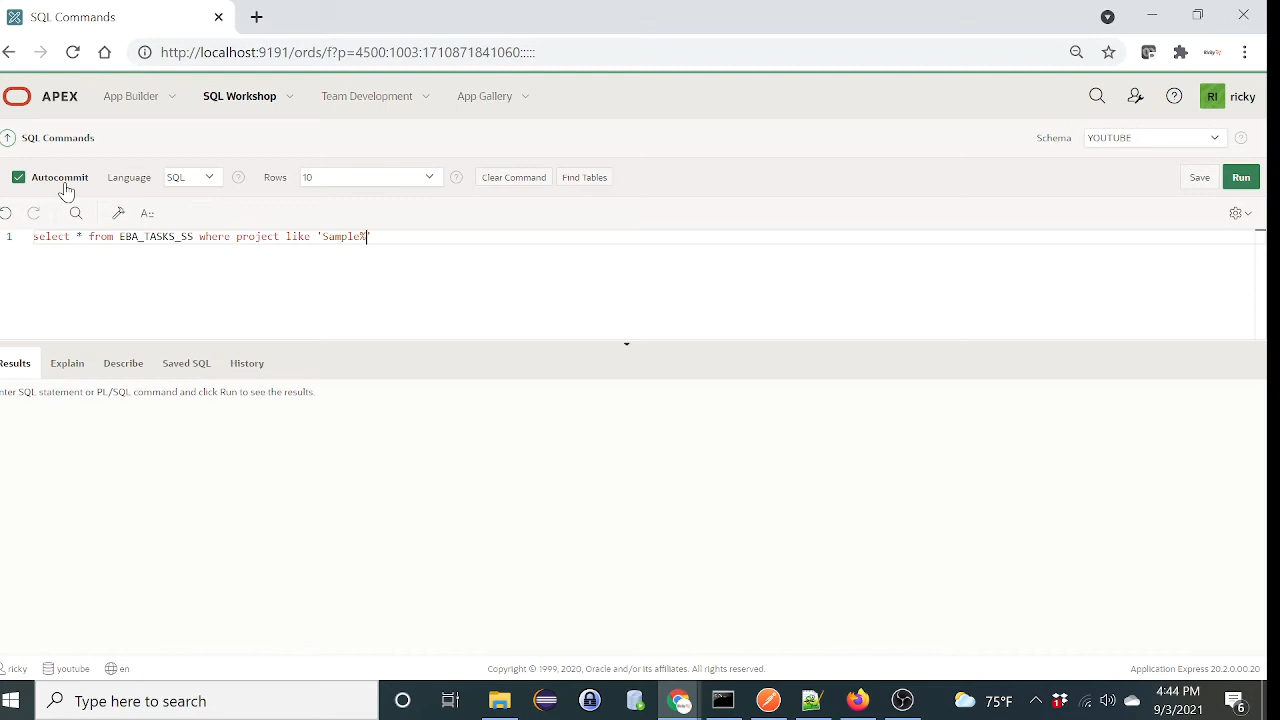 SQL Commands
http://localhost:9191/ords/f?p=4500:1003:1710871841060:::::
APEX App Builder SQL Workshop Team Development App Gallery RI ricky
SQL Commands Schema YOUTUBE
Autocommit Language SQL Rows 10 Clear Command Find Tables Save Run
1 select * from EBA_TASKS_SS where project like 'Sample%'
Results Explain Describe Saved SQL History
nter SQL statement or PL/SQL command and click Run to see the results.
ricky youtube en Copyright © 1999, 2020, Oracle and/or its affiliates. All rights reserved. Application Express 20.2.0.00.20
Type here to search 75°F 4:44 PM
9/3/2021 6